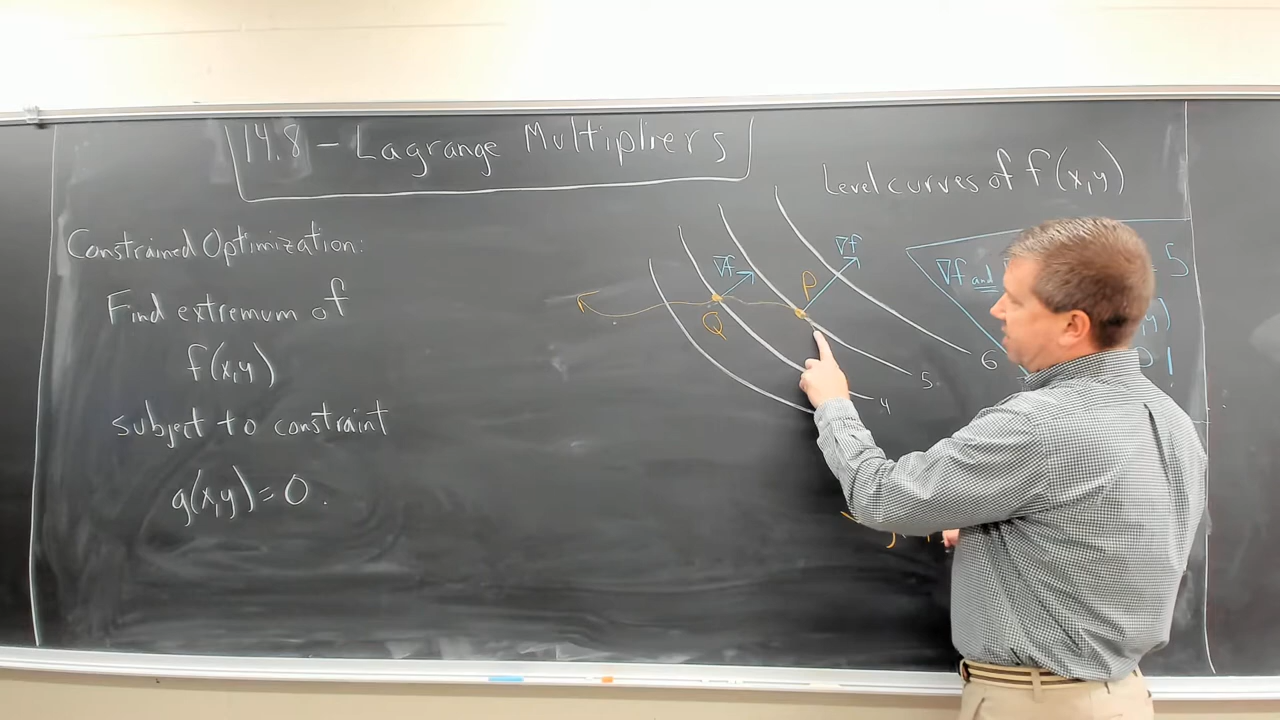 14.8 - Lagrange Multipliers
Constrained Optimization:
Find extremum of
f(x,y)
subject to constraint
g(x,y)=0.
Level curves of f(x,y)
∇f
∇f
P
Q
4
5
6
∇f and
5